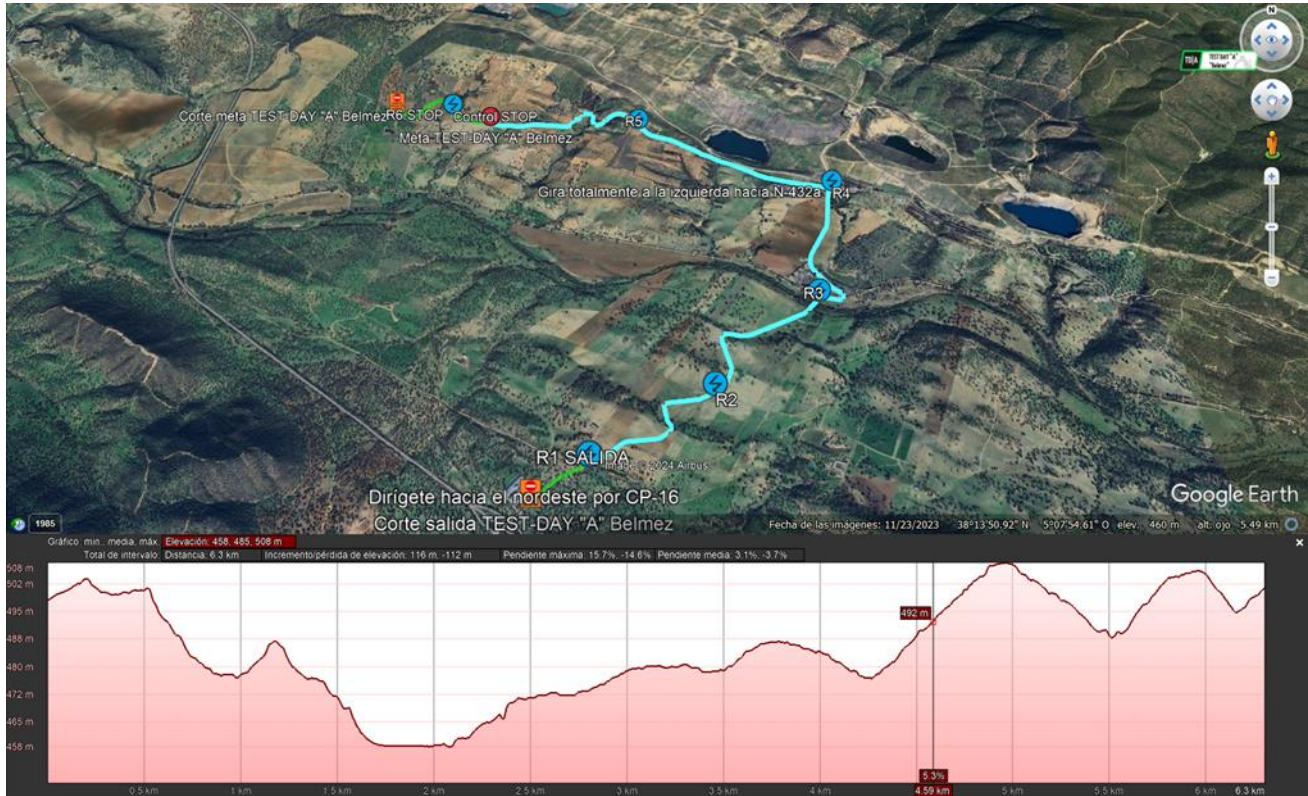 N
TD/A TEST DAY "A"
"Belmez"
Corte meta TEST-DAY "A" Belmez
R6 STOP
Control STOP
Meta TEST-DAY "A" Belmez
R5
Gira totalmente a la izquierda hacia N-432a
R4
R3
R2
R1 SALIDA
Image © 2024 Airbus
Dirígete hacia el nordeste por CP-16
Corte salida TEST-DAY "A" Belmez
Google Earth
1985
Fecha de las imágenes: 11/23/2023 38°13'50.92" N 5°07'54.61" O elev. 460 m alt. ojo 5.49 km
Gráfico: mín., media, máx. Elevación: 458, 485, 508 m
Total de intervalo: Distancia: 6.3 km Incremento/pérdida de elevación: 116 m, -112 m Pendiente máxima: 15.7%, -14.6% Pendiente media: 3.1%, -3.7%
508 m
502 m
495 m
488 m
480 m
472 m
465 m
458 m
492 m
5.3%
0.5 km 1 km 1.5 km 2 km 2.5 km 3 km 3.5 km 4 km 4.59 km 5 km 5.5 km 6 km 6.3 km